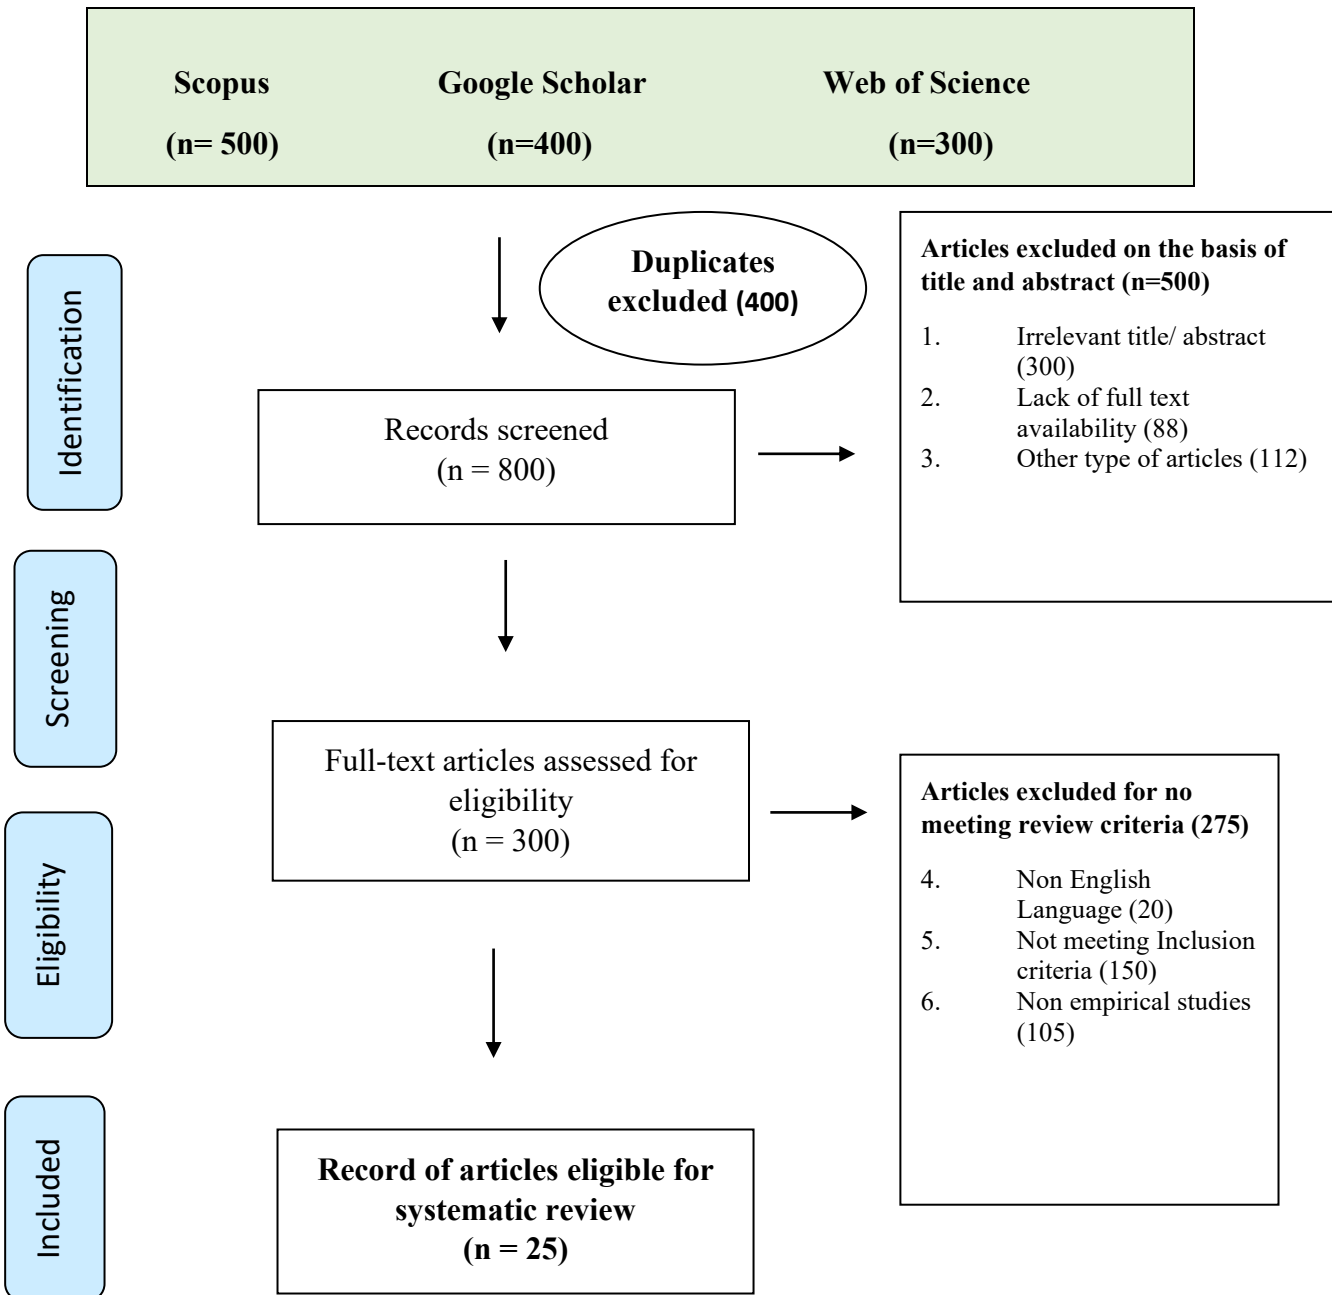 Scopus Google Scholar Web of Science
(n= 500) (n=400) (n=300)
Duplicates
excluded (400)
Articles excluded on the basis of
title and abstract (n=500)
1. Irrelevant title/ abstract
(300)
2. Lack of full text
availability (88)
3. Other type of articles (112)
Identification
Records screened
(n = 800)
Screening
Full-text articles assessed for
eligibility
(n = 300)
Articles excluded for no
meeting review criteria (275)
4. Non English
Language (20)
5. Not meeting Inclusion
criteria (150)
6. Non empirical studies
(105)
Eligibility
Included
Record of articles eligible for
systematic review
(n = 25)